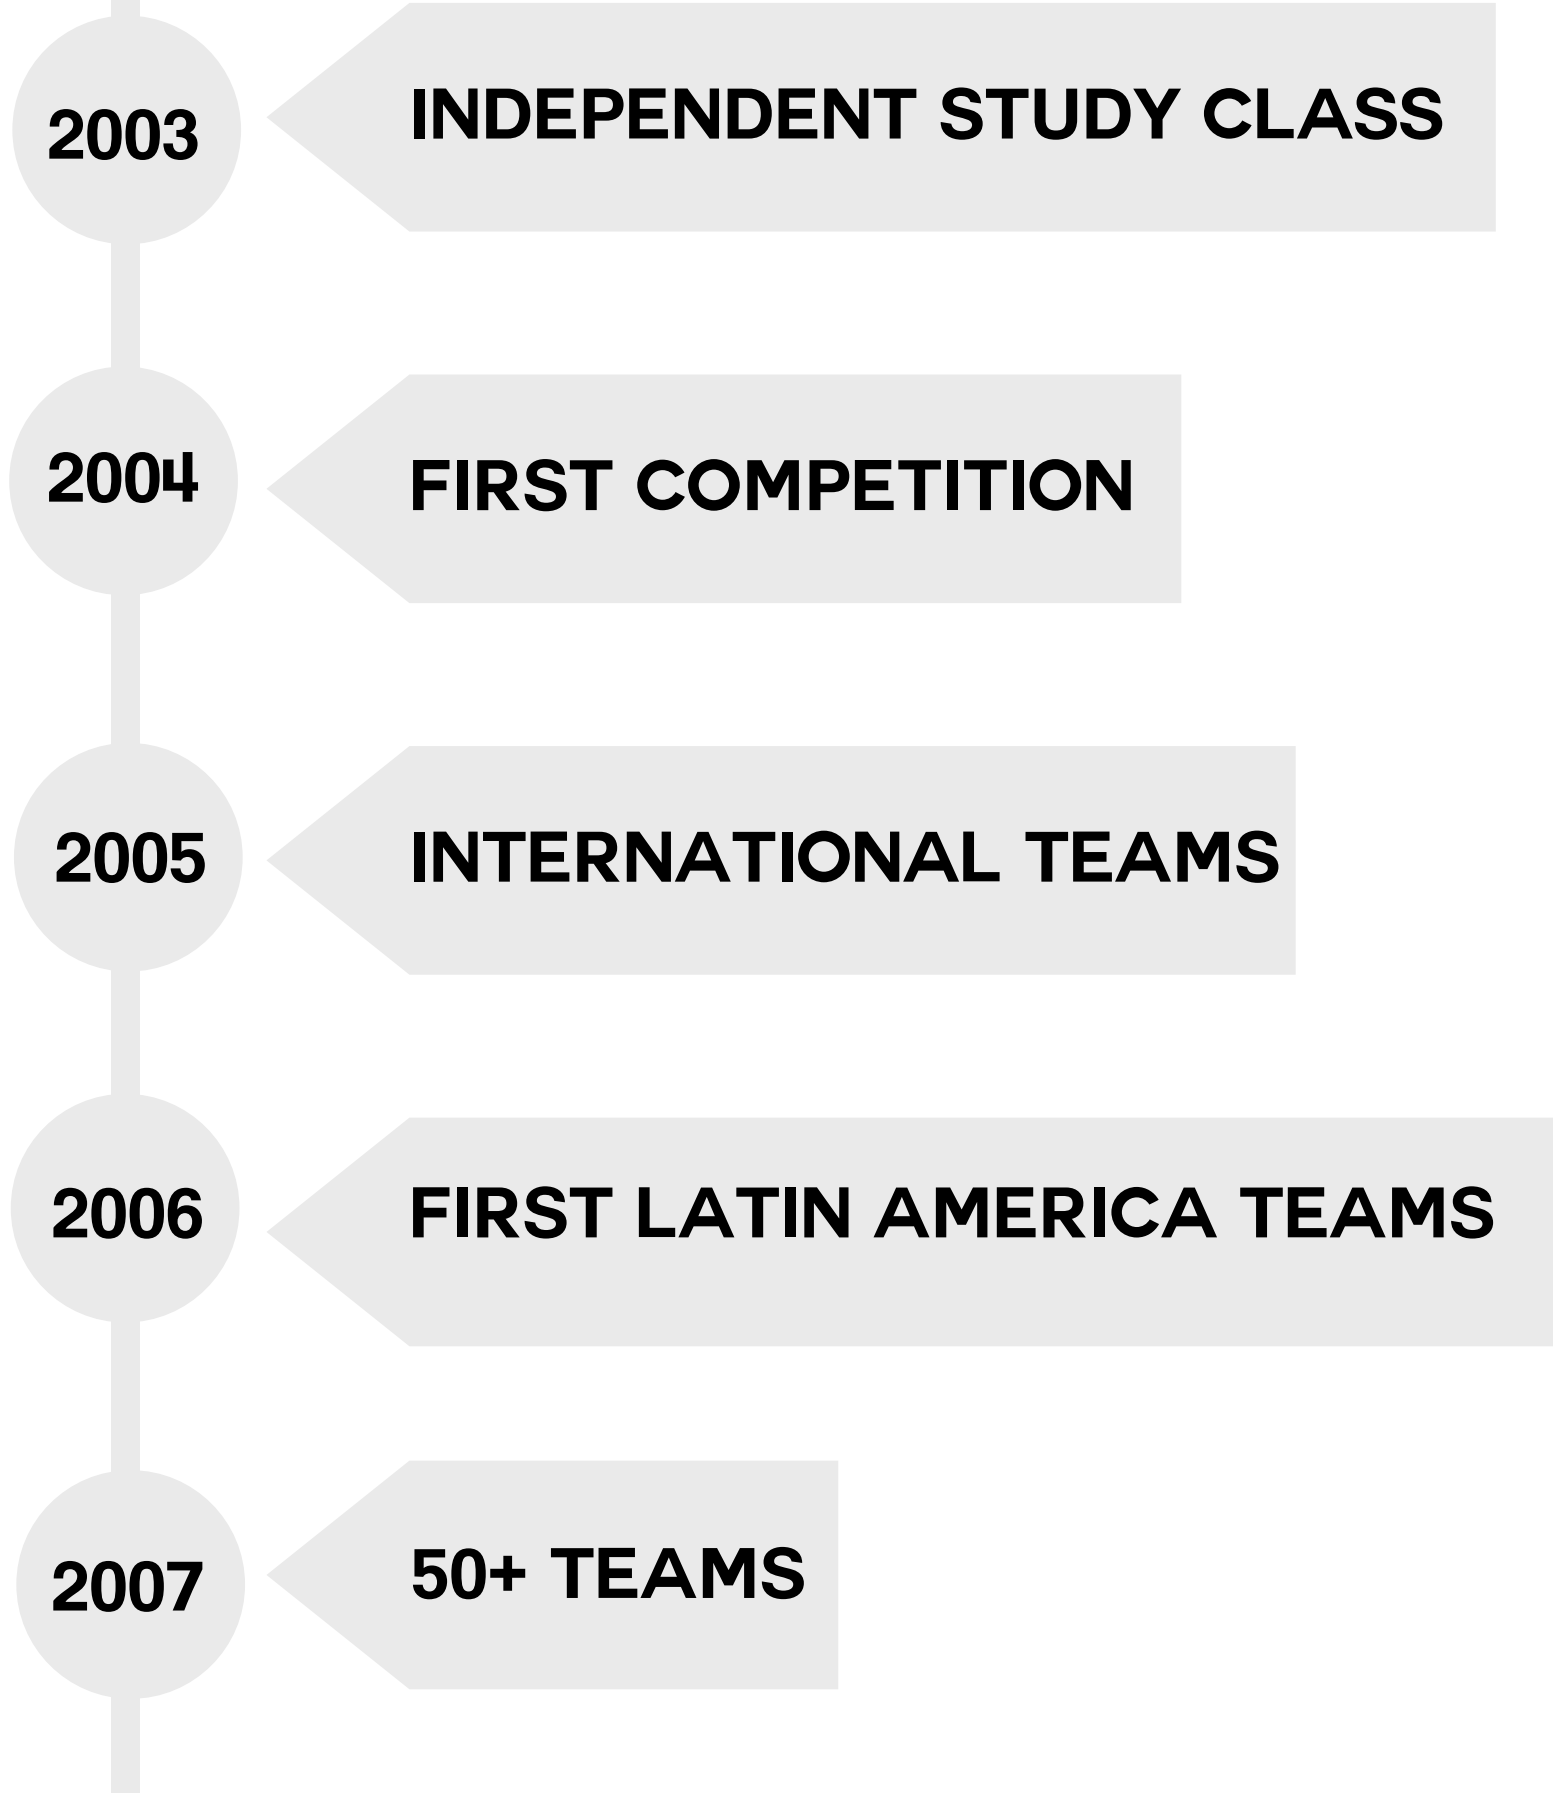 2003
INDEPENDENT STUDY CLASS
2004
FIRST COMPETITION
2005
INTERNATIONAL TEAMS
2006
FIRST LATIN AMERICA TEAMS
2007
50+ TEAMS